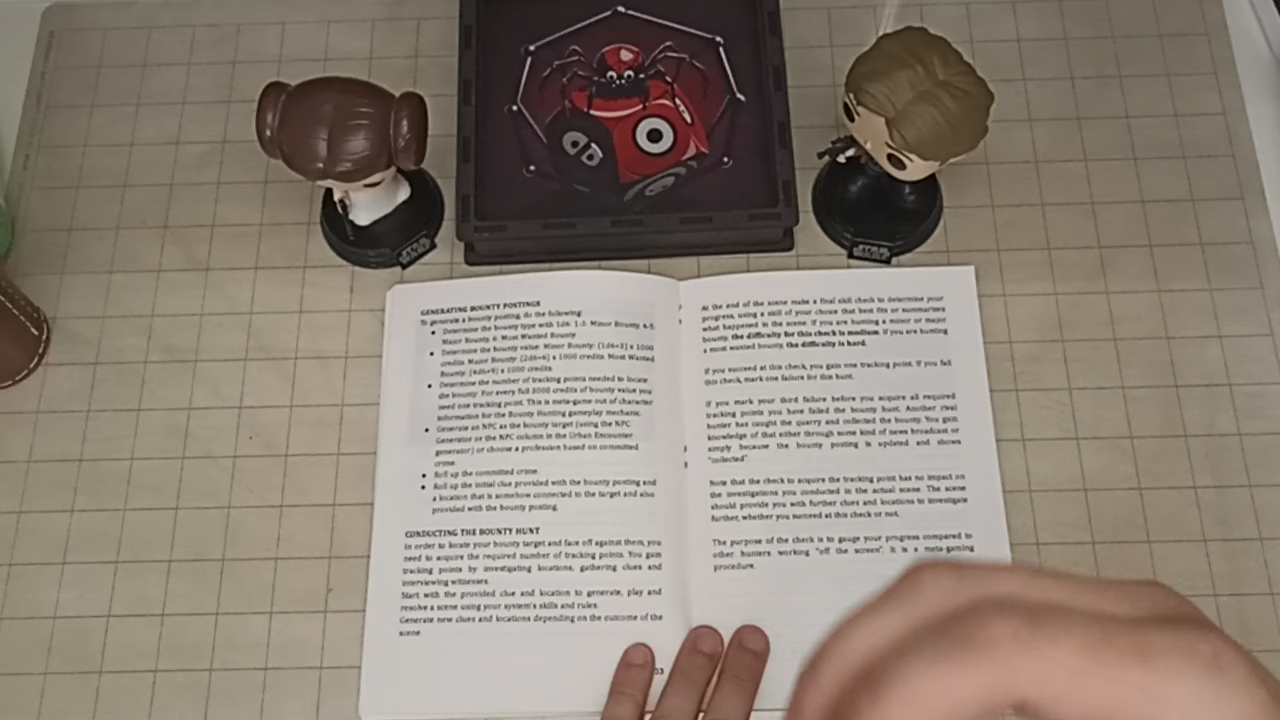 STAR
WARS
STAR
WARS
GENERATING BOUNTY POSTINGS
To generate a bounty posting, do the following:
• Determine the bounty type with 1d6: 1-3: Minor Bounty, 4-5:
Major Bounty, 6: Most Wanted Bounty
• Determine the bounty value: Minor Bounty: (1d6+3) x 1000
credits. Major Bounty: (2d6+6) x 1000 credits. Most Wanted
Bounty: (4d6+9) x 1000 credits.
• Determine the number of tracking points needed to locate
the bounty: For every full 3000 credits of bounty value you
need one tracking point. This is meta-game out of character
information for the Bounty Hunting gameplay mechanic.
• Generate an NPC as the bounty target (using the NPC
Generator or the NPC column in the Urban Encounter
generator) or choose a profession based on committed
crime.
• Roll up the committed crime.
• Roll up the initial clue provided with the bounty posting and
a location that is somehow connected to the target and also
provided with the bounty posting.
CONDUCTING THE BOUNTY HUNT
In order to locate your bounty target and face off against them, you
need to acquire the required number of tracking points. You gain
tracking points by investigating locations, gathering clues and
interviewing witnesses.
Start with the provided clue and location to generate, play and
resolve a scene using your system's skills and rules.
Generate new clues and locations depending on the outcome of the
scene.
33
At the end of the scene make a final skill check to determine your
progress, using a skill of your choice that best fits or summarizes
what happened in the scene. If you are hunting a minor or major
bounty, the difficulty for this check is medium. If you are hunting
a most wanted bounty, the difficulty is hard.
If you succeed at this check, you gain one tracking point. If you fail
this check, mark one failure for this hunt.
If you mark your third failure before you acquire all required
tracking points you have failed the bounty hunt. Another rival
hunter has caught the quarry and collected the bounty. You gain
knowledge of that either through some kind of news broadcast or
simply because the bounty posting is updated and shows
"collected".
Note that the check to acquire the tracking point has no impact on
the investigations you conducted in the actual scene. The scene
should provide you with further clues and locations to investigate
further, whether you succeed at this check or not.
The purpose of the check is to gauge your progress compared to
other hunters working "off the screen". It is a meta-gaming
procedure.